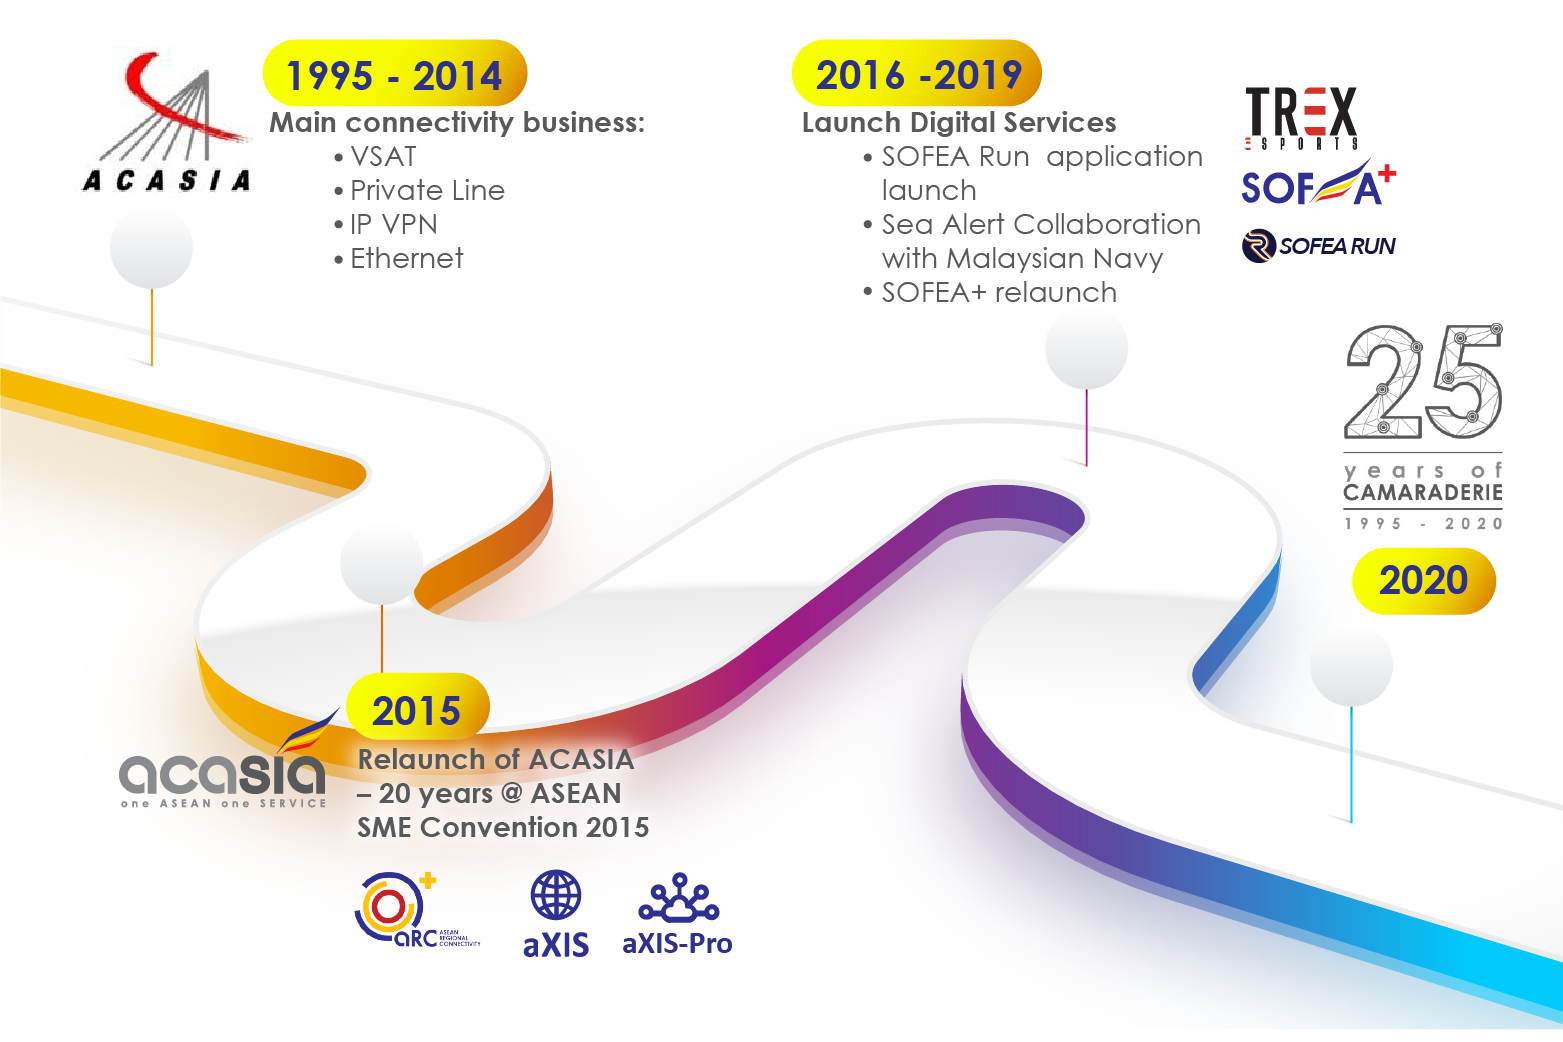 ACASIA
1995 - 2014
Main connectivity business:
• VSAT
• Private Line
• IP VPN
• Ethernet
2016 -2019
Launch Digital Services
• SOFEA Run application
launch
• Sea Alert Collaboration
with Malaysian Navy
• SOFEA+ relaunch
TREX
ESPORTS
SOFEA+
SOFEA RUN
25
years of
CAMARADERIE
1995 - 2020
2020
2015
Relaunch of ACASIA
– 20 years @ ASEAN
SME Convention 2015
acasia
one ASEAN one SERVICE
aRC
ASEAN
REGIONAL
CONNECTIVITY
aXIS
aXIS-Pro